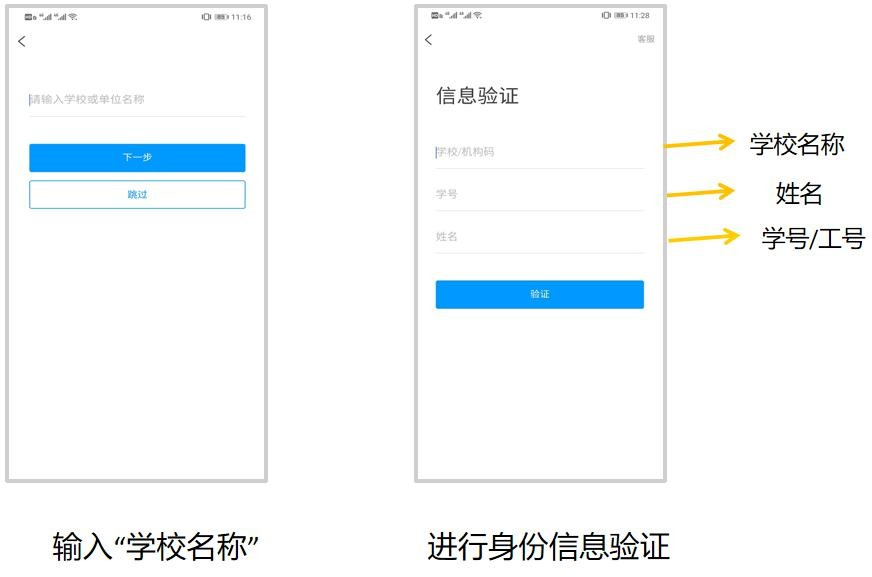 11:16
请输入学校或单位名称
下一步
跳过
11:28
客服
信息验证
学校/机构码
学号
姓名
验证
学校名称
姓名
学号/工号
输入“学校名称”
进行身份信息验证